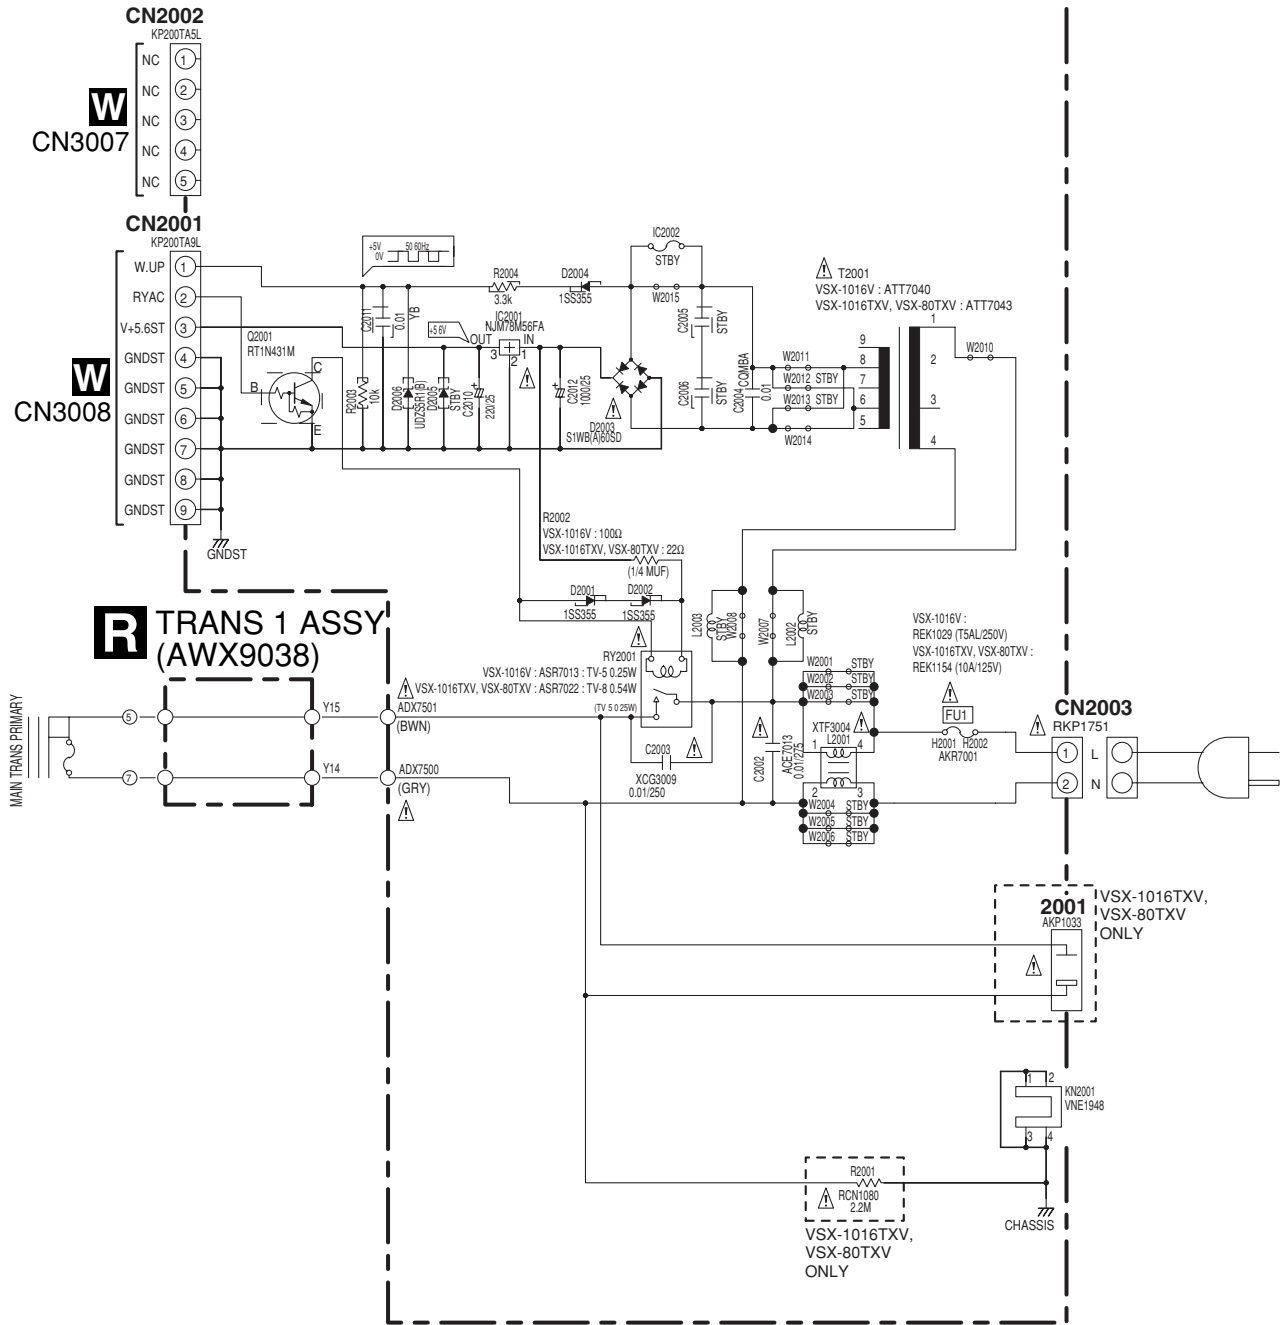 CN2002
KP200TA5L
NC 1
NC 2
NC 3
NC 4
NC 5
W
CN3007
CN2001
KP200TA9L
W.UP 1
RYAC 2
V+5.6ST 3
GNDST 4
GNDST 5
GNDST 6
GNDST 7
GNDST 8
GNDST 9
W
CN3008
GNDST
Q2001
RT1N431M
B
C
E
+5V
0V
50 60Hz
C2011
0.01
YB
R2003
10k
D2006
UDZS5R1(B)
D2005
STBY
C2010
220/25
+5 6V
R2004
3.3k
D2004
1SS355
IC2001
NJM78M56FA
OUT
IN
3
2
1
C2012
1000/25
D2003
S1WB(A)60SD
IC2002
STBY
W2015
C2005
STBY
C2006
STBY
C2004
CQMBA
0.01
W2011
W2012 STBY
W2013 STBY
W2014
T2001
VSX-1016V : ATT7040
VSX-1016TXV, VSX-80TXV : ATT7043
9
8
7
6
5
1
2
3
4
W2010
R2002
VSX-1016V : 100Ω
VSX-1016TXV, VSX-80TXV : 22Ω
(1/4 MUF)
D2001
1SS355
D2002
1SS355
L2003
STBY
W2008
W2007
L2002
STBY
RY2001
VSX-1016V : ASR7013 : TV-5 0.25W
VSX-1016TXV, VSX-80TXV : ASR7022 : TV-8 0.54W
(TV 5 0 25W)
R
TRANS 1 ASSY
(AWX9038)
MAIN TRANS PRIMARY
5
7
Y15
Y14
ADX7501
(BWN)
ADX7500
(GRY)
C2003
XCG3009
0.01/250
C2002
ACE7013
0.01/275
W2001 STBY
W2002 STBY
W2003 STBY
XTF3004
L2001
1
4
2
3
W2004 STBY
W2005 STBY
W2006 STBY
VSX-1016V :
REK1029 (T5AL/250V)
VSX-1016TXV, VSX-80TXV :
REK1154 (10A/125V)
FU1
H2001 H2002
AKR7001
CN2003
RKP1751
1 L
2 N
2001
AKP1033
VSX-1016TXV,
VSX-80TXV
ONLY
1 2
3 4
KN2001
VNE1948
CHASSIS
R2001
RCN1080
2.2M
VSX-1016TXV,
VSX-80TXV
ONLY